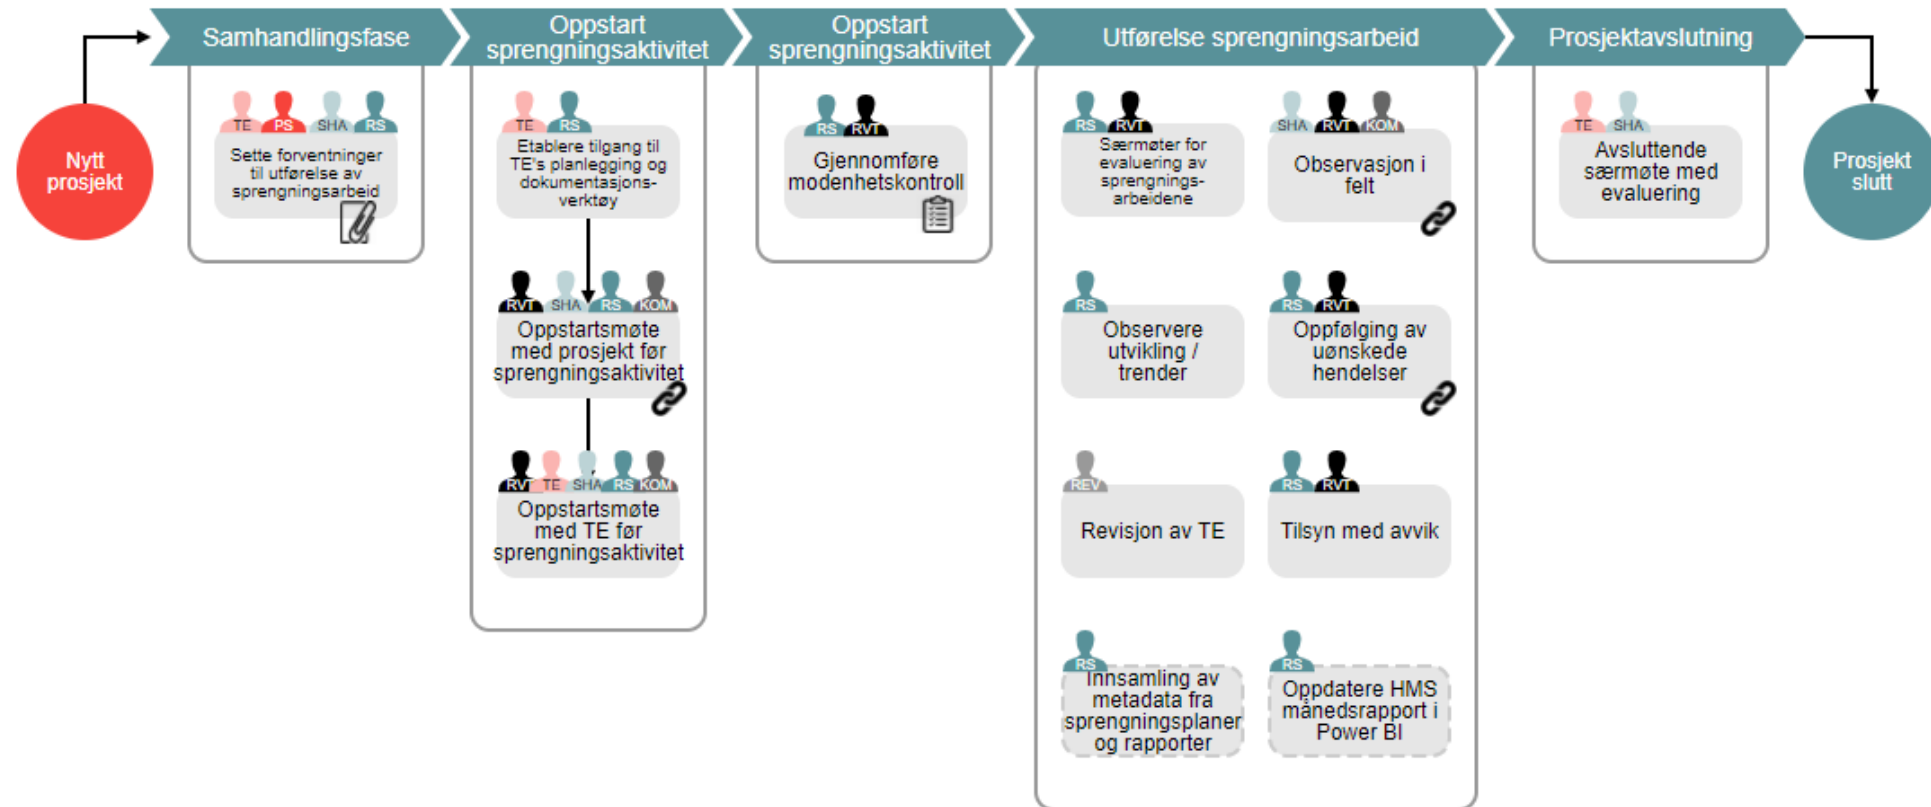 Samhandlingsfase
Oppstart
sprengningsaktivitet
Oppstart
sprengningsaktivitet
Utførelse sprengningsarbeid
Prosjektavslutning
Nytt
prosjekt
TE PS SHA RS
Sette forventninger
til utførelse av
sprengningsarbeid
TE RS
Etablere tilgang til
TE's planlegging og
dokumentasjons-
verktøy
RVT SHA RS KOM
Oppstartsmøte
med prosjekt før
sprengningsaktivitet
RVT TE SHA RS KOM
Oppstartsmøte
med TE før
sprengningsaktivitet
RS RVT
Gjennomføre
modenhetskontroll
RS RVT
Særmøter for
evaluering av
sprengnings-
arbeidene
SHA RVT KOM
Observasjon i
felt
RS
Observere
utvikling /
trender
RS RVT
Oppfølging av
uønskede
hendelser
REV
Revisjon av TE
RS RVT
Tilsyn med avvik
RS
Innsamling av
metadata fra
sprengningsplaner
og rapporter
RS
Oppdatere HMS
månedsrapport i
Power BI
TE SHA
Avsluttende
særmøte med
evaluering
Prosjekt
slutt